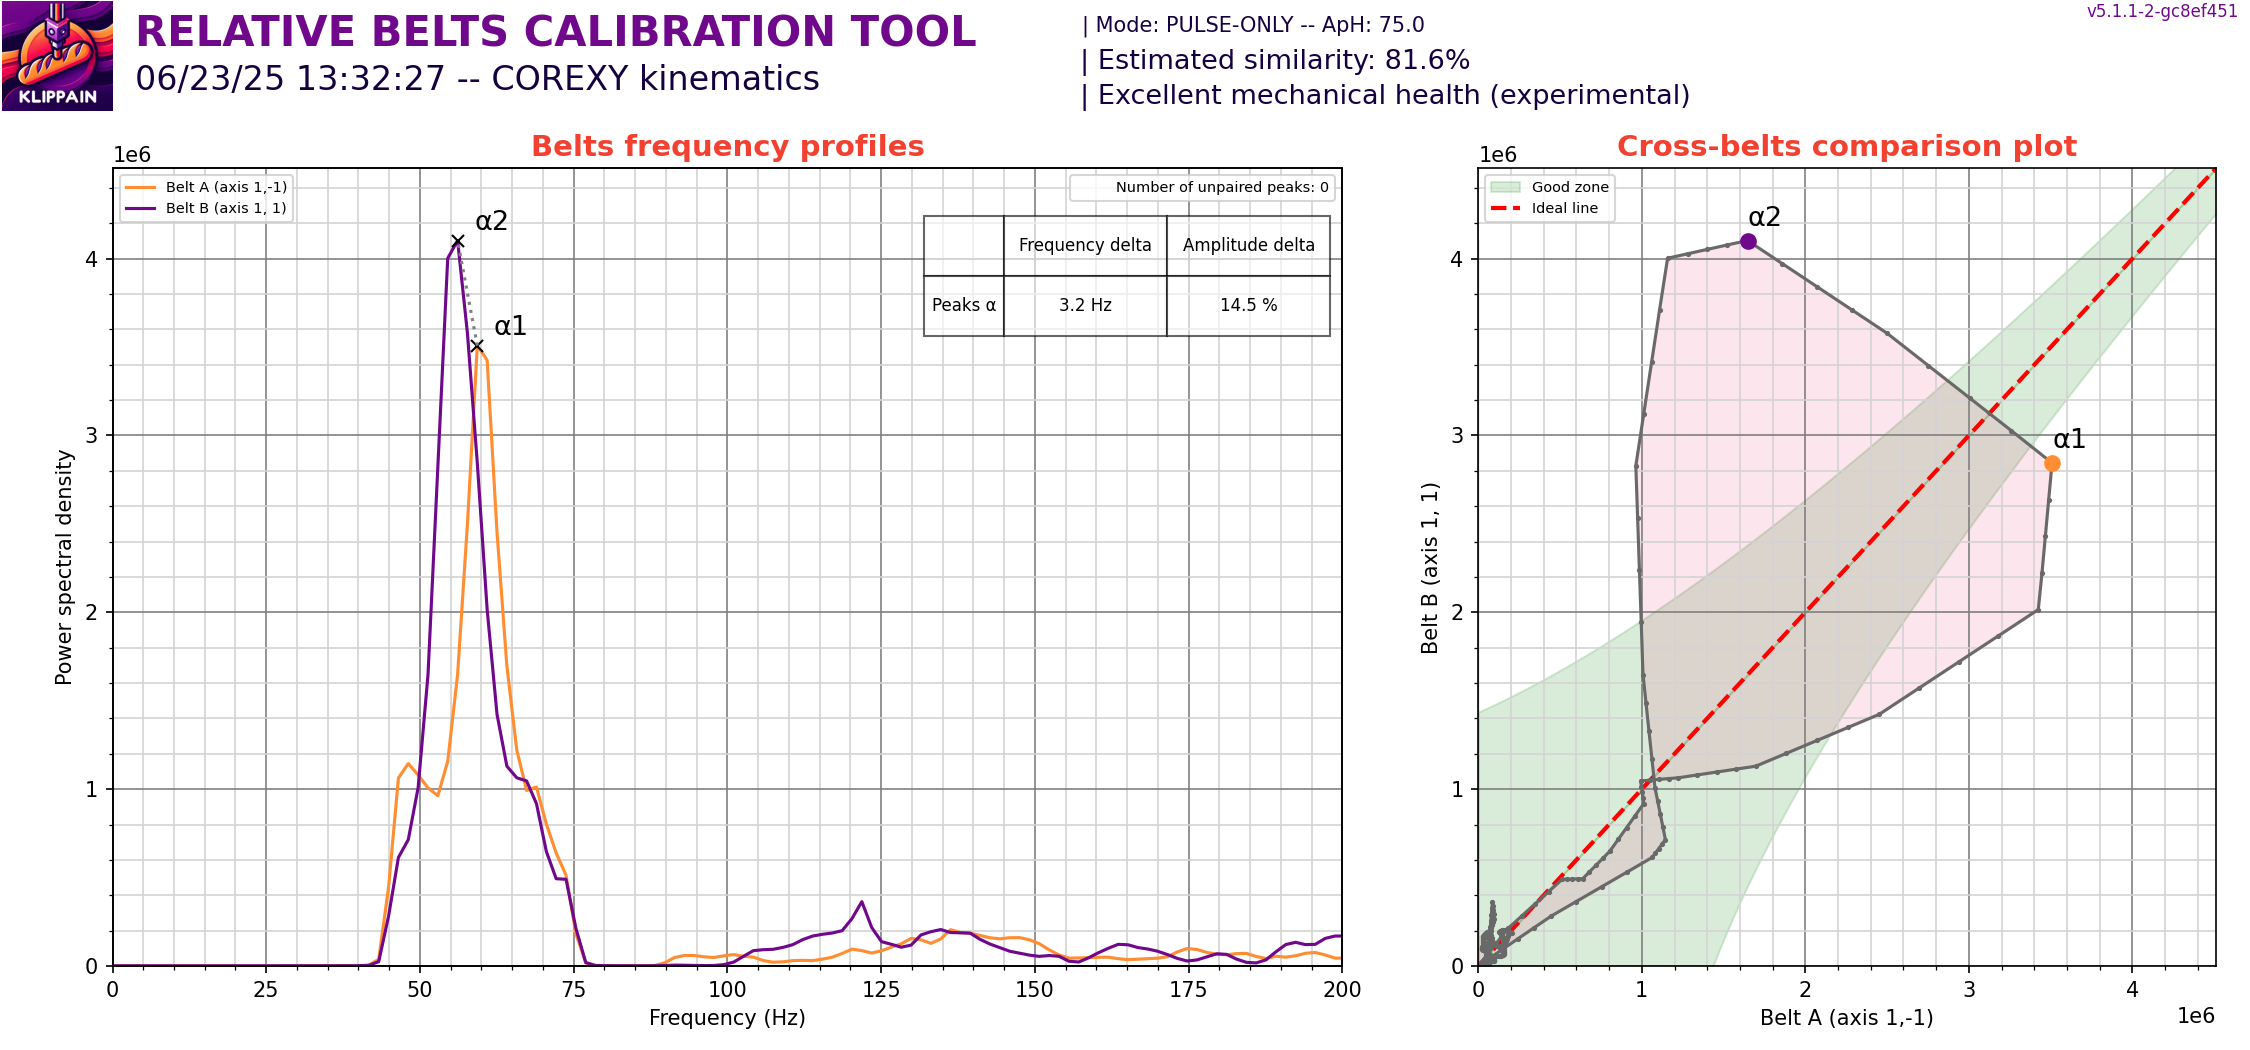 KLIPPAIN
RELATIVE BELTS CALIBRATION TOOL
06/23/25 13:32:27 -- COREXY kinematics
| Mode: PULSE-ONLY -- ApH: 75.0
| Estimated similarity: 81.6%
| Excellent mechanical health (experimental)
v5.1.1-2-gc8ef451
Belts frequency profiles
1e6
Belt A (axis 1,-1)
Belt B (axis 1, 1)
Number of unpaired peaks: 0
Frequency delta Amplitude delta
Peaks α 3.2 Hz 14.5 %
α2
α1
4
3
2
1
0
Power spectral density
0 25 50 75 100 125 150 175 200
Frequency (Hz)
Cross-belts comparison plot
1e6
Good zone
Ideal line
α2
α1
4
3
2
1
0
Belt B (axis 1, 1)
0 1 2 3 4
Belt A (axis 1,-1)
1e6